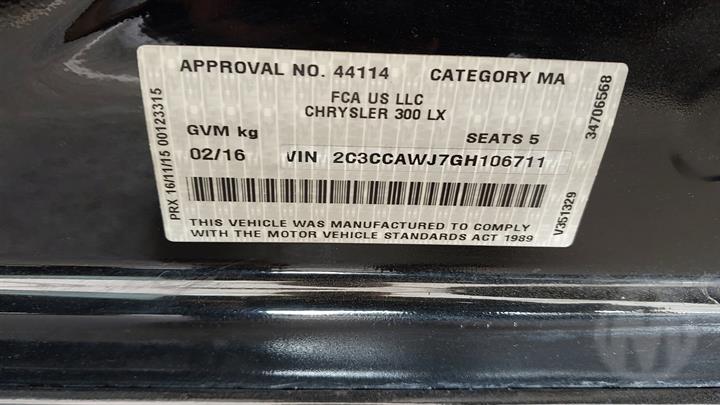 APPROVAL NO. 44114 CATEGORY MA
FCA US LLC
CHRYSLER 300 LX
GVM kg SEATS 5
02/16 VIN 2C3CCAWJ7GH106711
THIS VEHICLE WAS MANUFACTURED TO COMPLY
WITH THE MOTOR VEHICLE STANDARDS ACT 1989
PRX 16/11/15 00123315
34706568
V351329